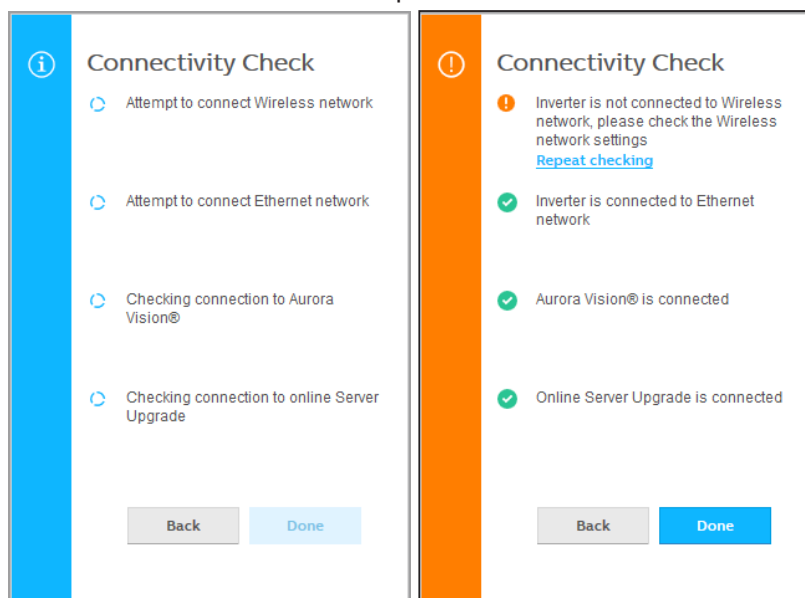 Connectivity Check
Attempt to connect Wireless network
Attempt to connect Ethernet network
Checking connection to Aurora
Vision®
Checking connection to online Server
Upgrade
Back
Done
Connectivity Check
Inverter is not connected to Wireless
network, please check the Wireless
network settings
Repeat checking
Inverter is connected to Ethernet
network
Aurora Vision® is connected
Online Server Upgrade is connected
Back
Done